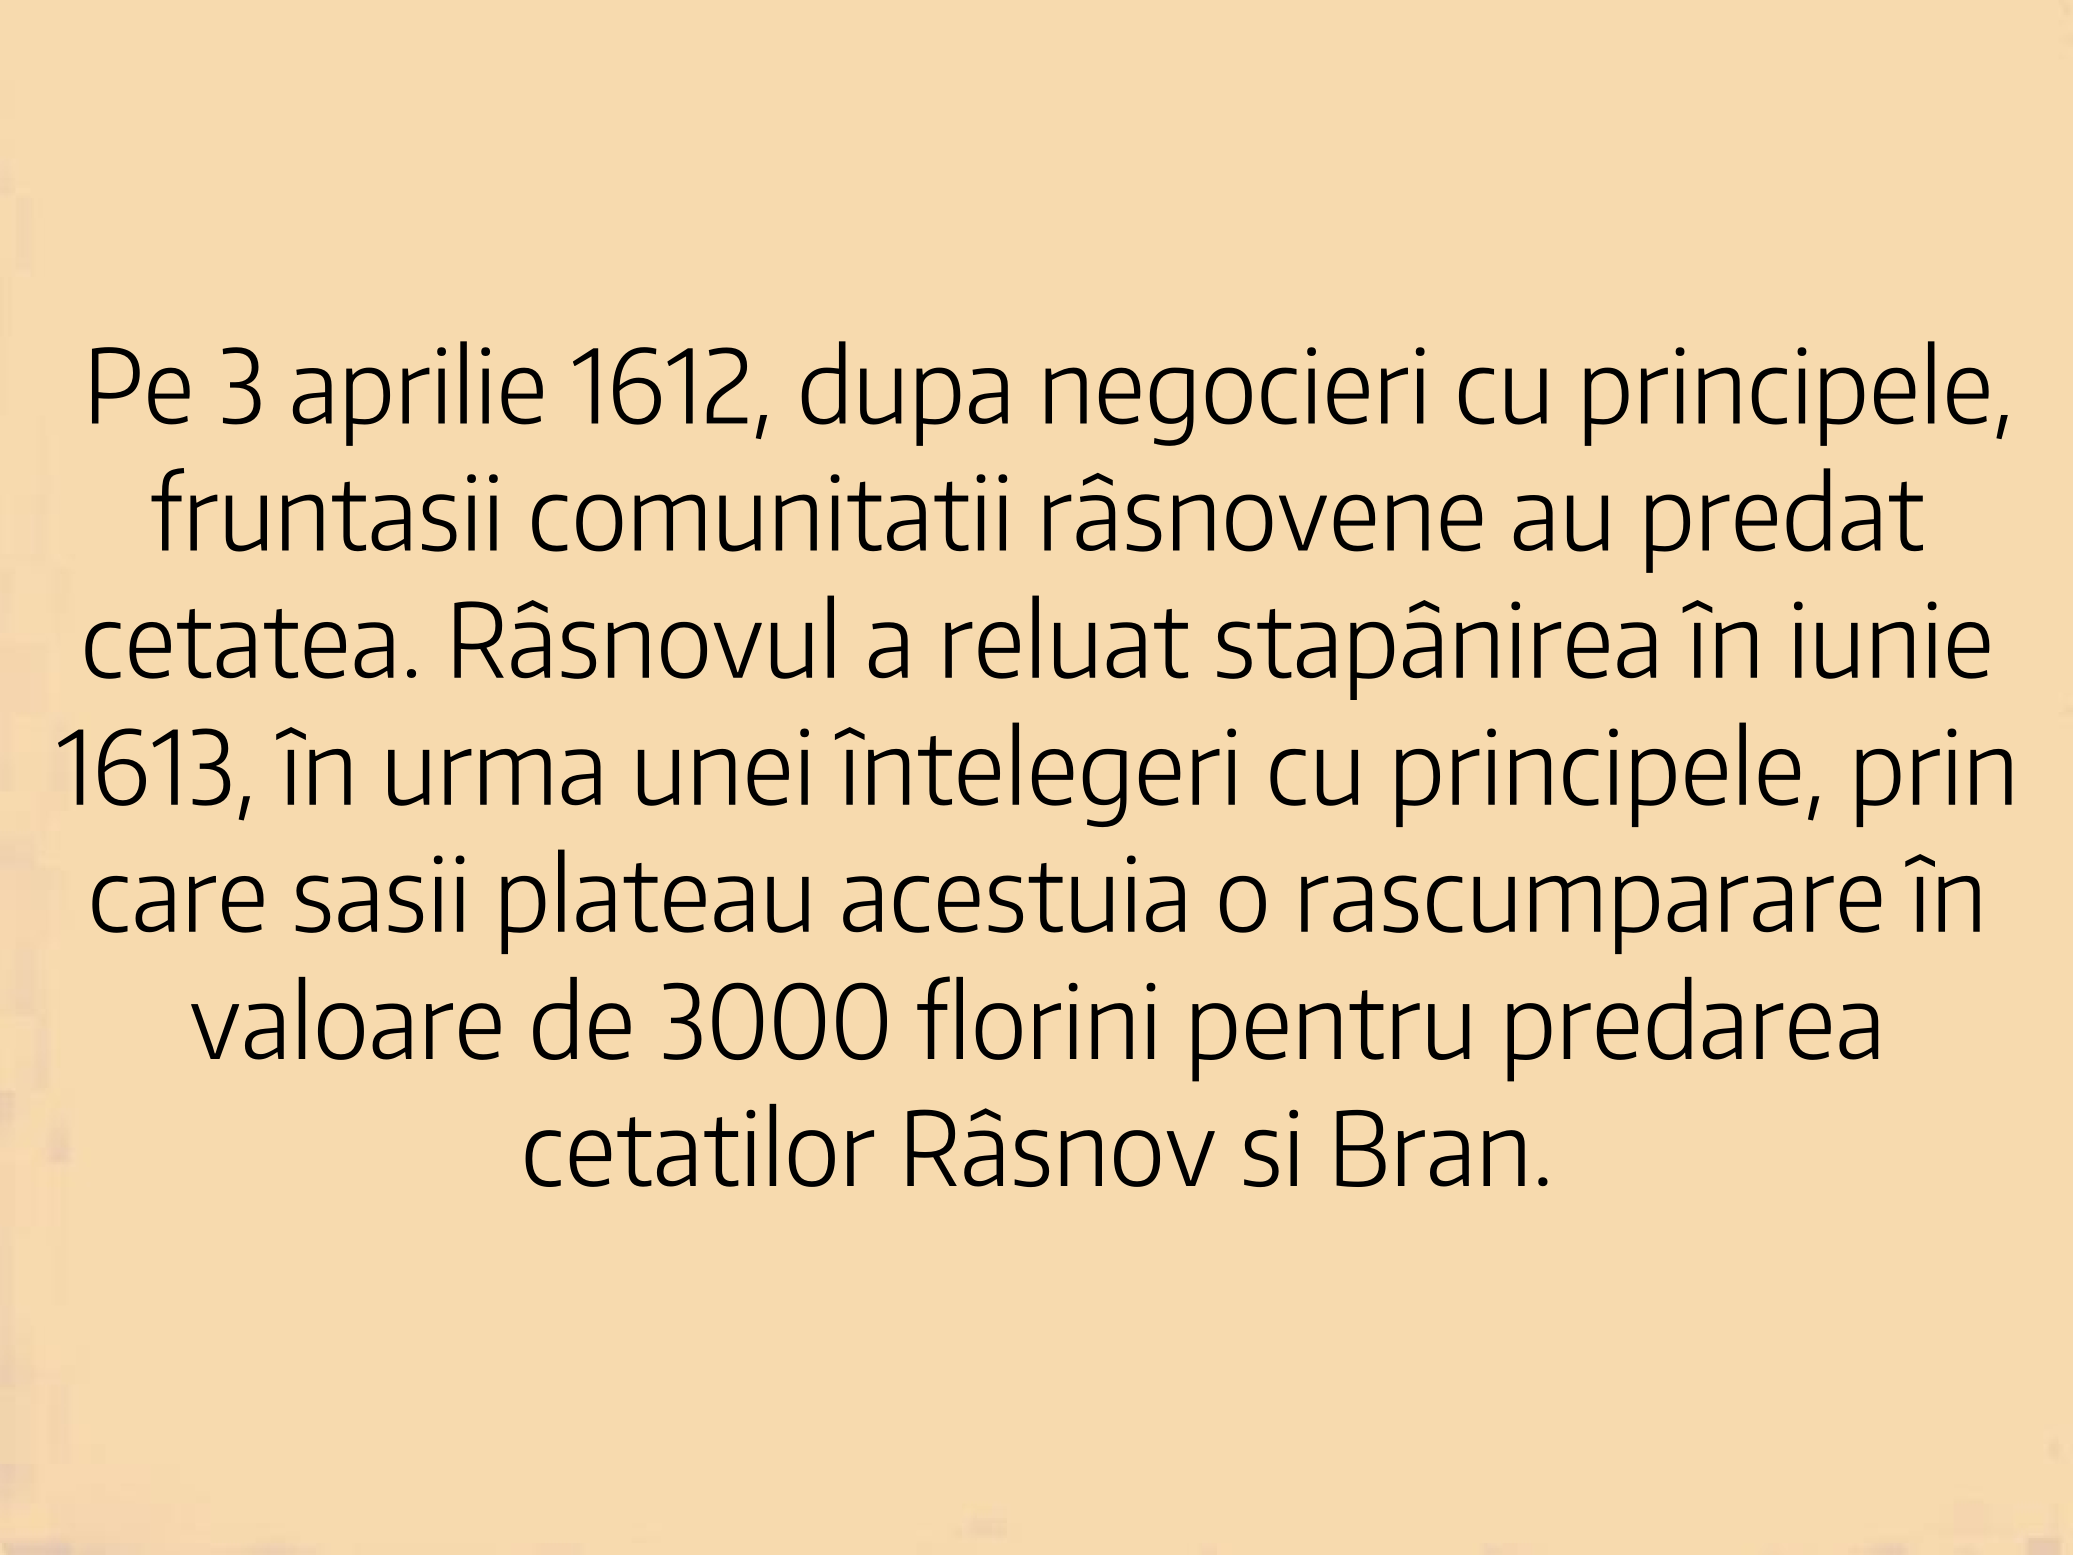 Pe 3 aprilie 1612, dupa negocieri cu principele,
fruntasii comunitatii râsnovene au predat
cetatea. Râsnovul a reluat stapânirea în iunie
1613, în urma unei întelegeri cu principele, prin
care sasii plateau acestuia o rascumparare în
valoare de 3000 florini pentru predarea
cetatilor Râsnov si Bran.